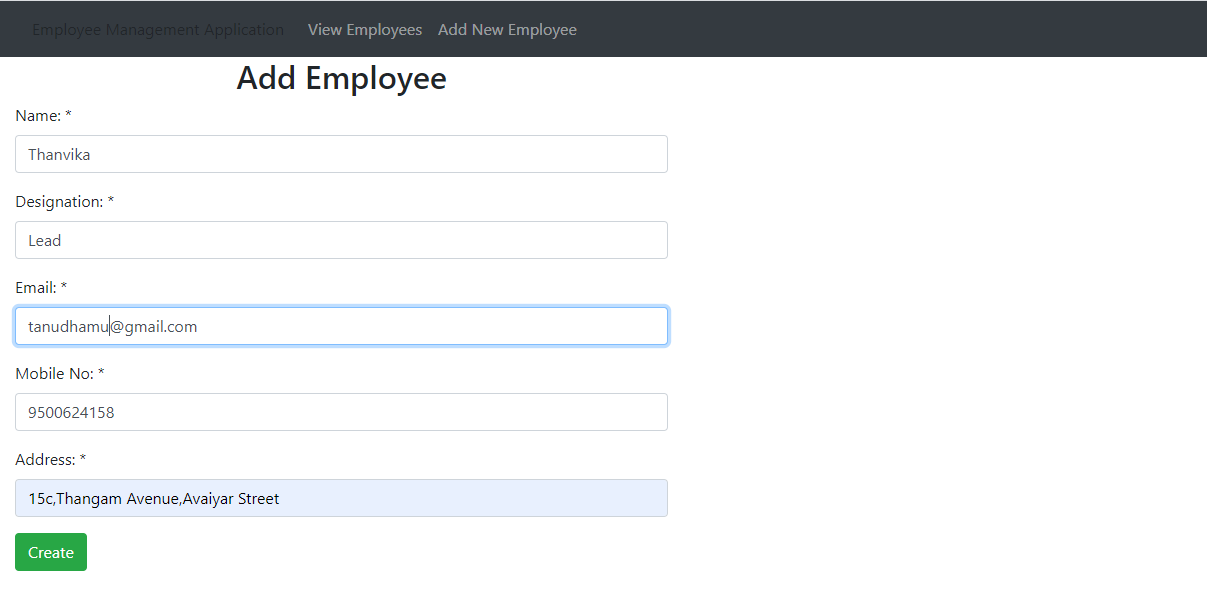 Employee Management Application View Employees Add New Employee
Add Employee
Name: *
Thanvika
Designation: *
Lead
Email: *
tanudhamu@gmail.com
Mobile No: *
9500624158
Address: *
15c,Thangam Avenue,Avaiyar Street
Create